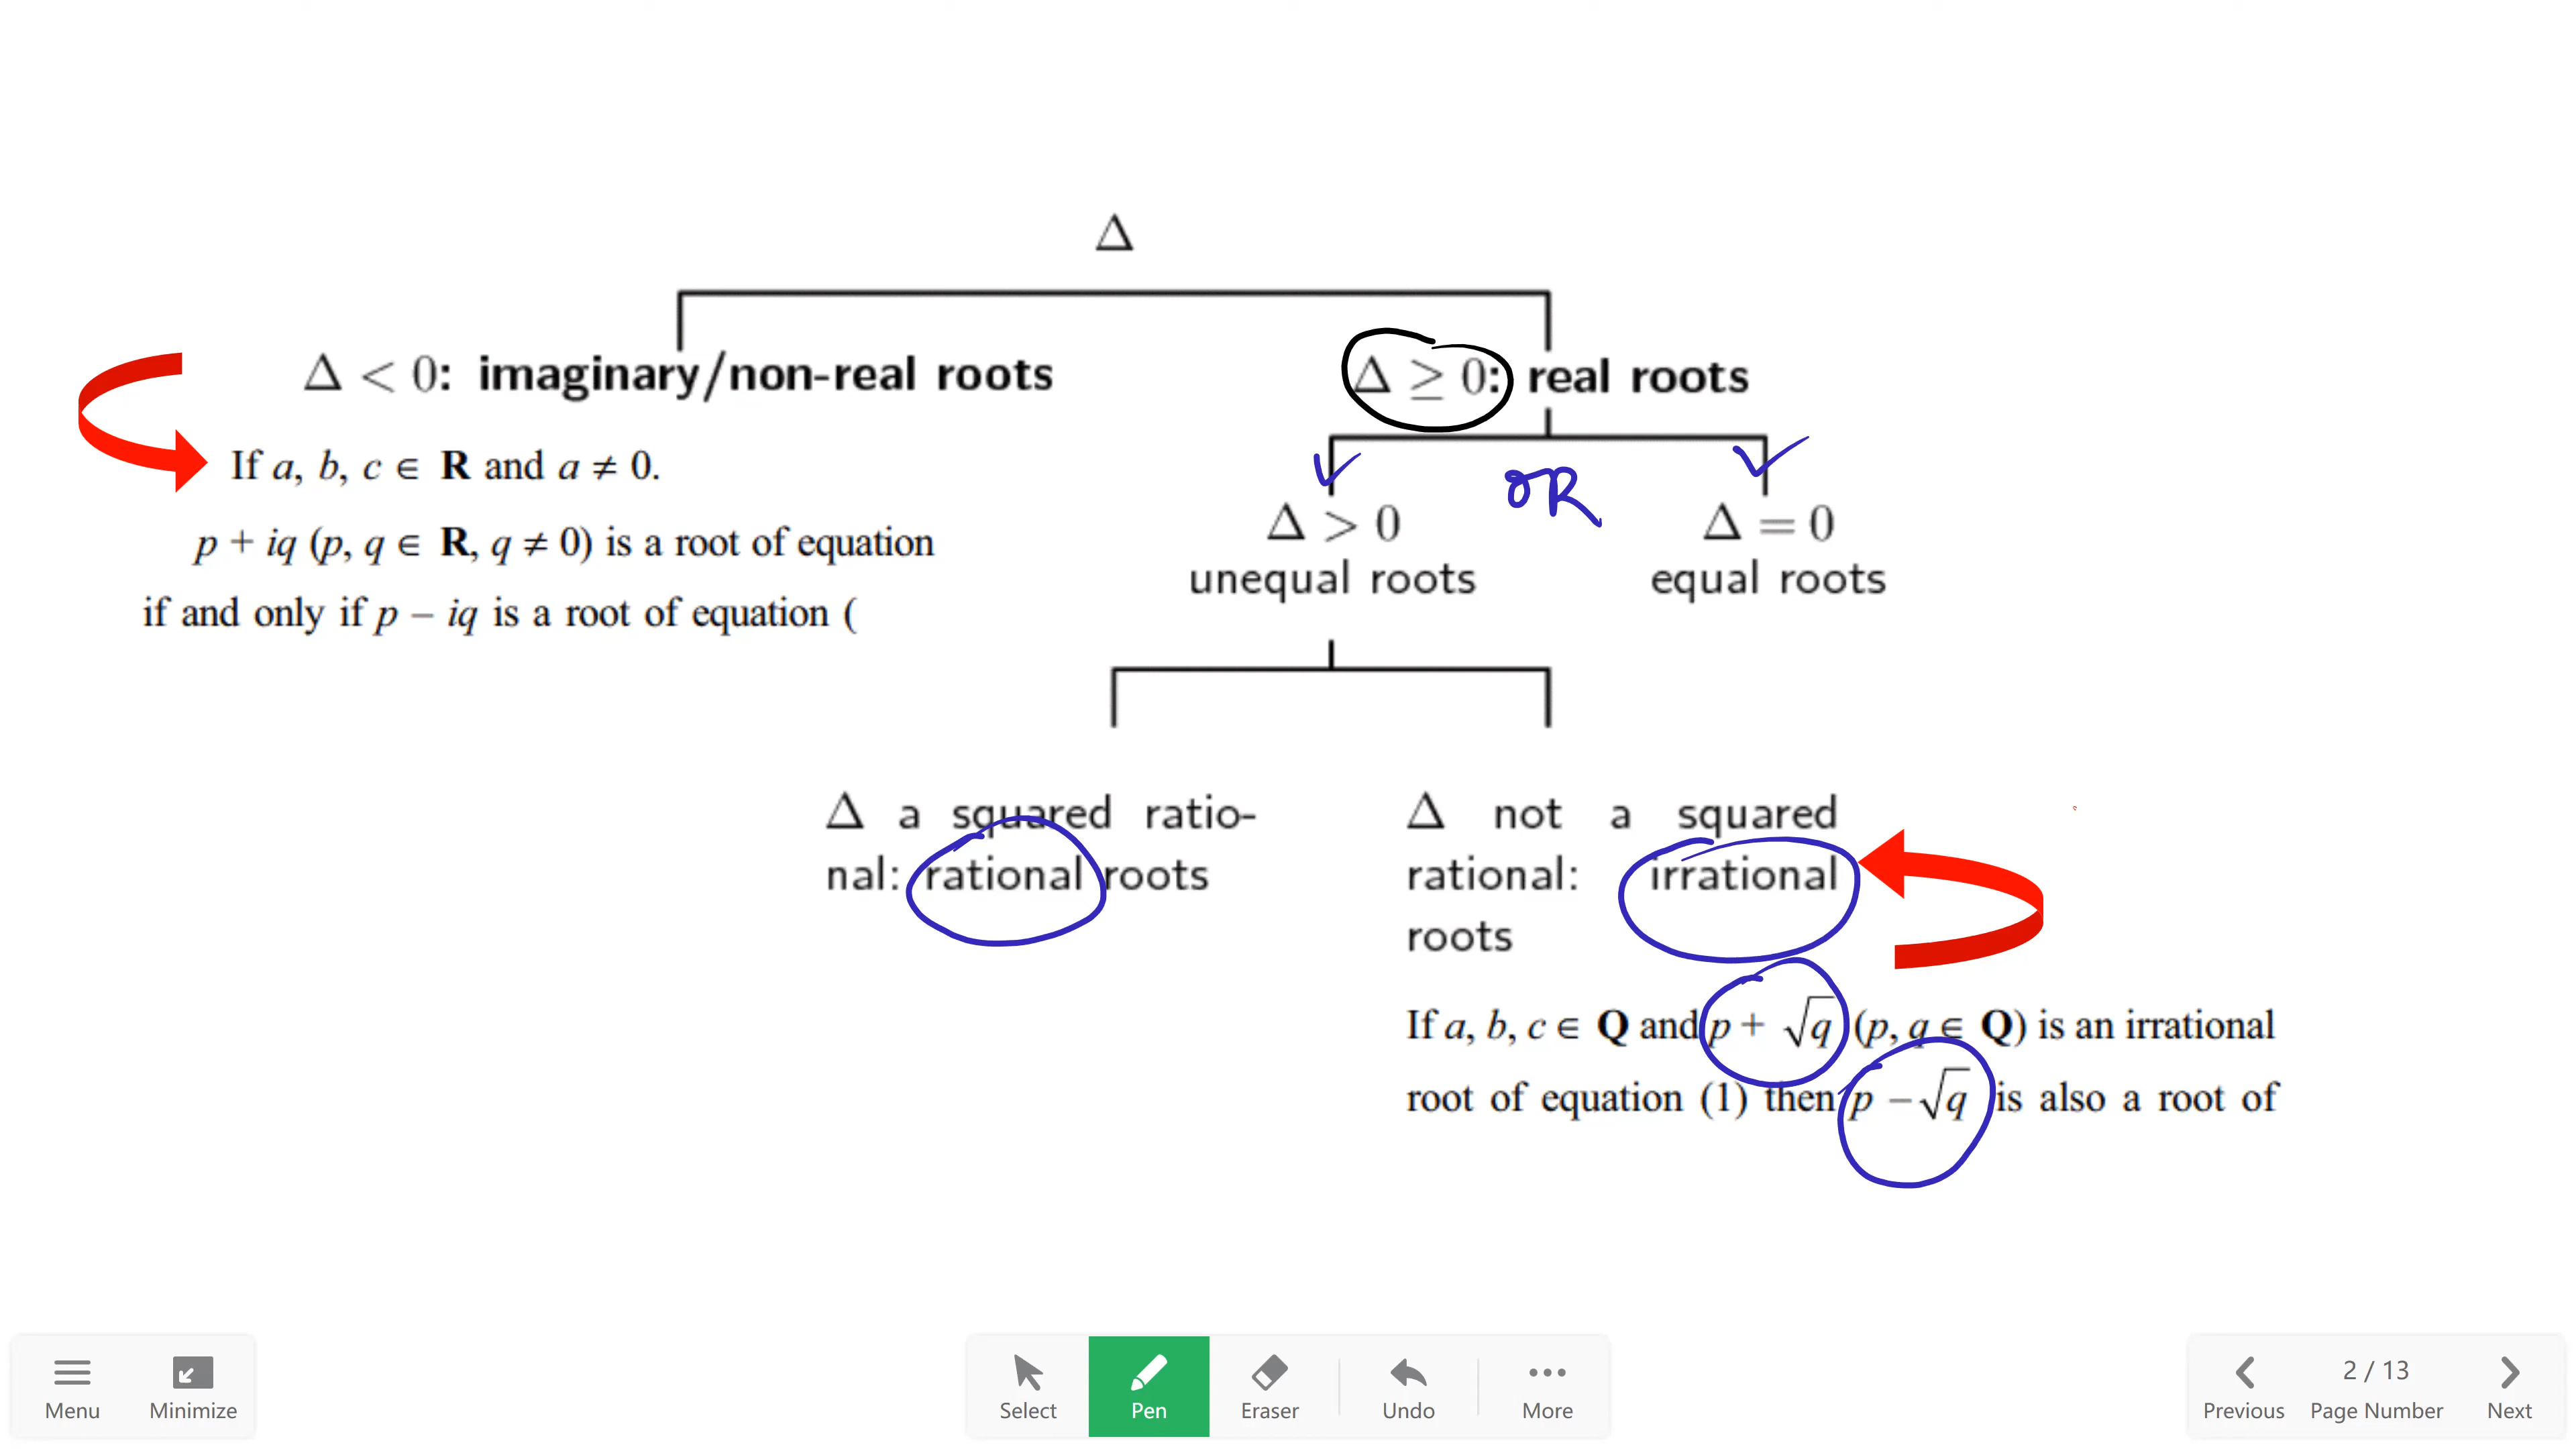 Δ
Δ < 0: imaginary/non-real roots
Δ ≥ 0: real roots
If a, b, c ∈ R and a ≠ 0.
p + iq (p, q ∈ R, q ≠ 0) is a root of equation
if and only if p − iq is a root of equation (
OR
Δ > 0
unequal roots
Δ = 0
equal roots
Δ a squared ratio-
nal: rational roots
Δ not a squared
rational: irrational
roots
If a, b, c ∈ Q and p + √q (p, q ∈ Q) is an irrational
root of equation (1) then p − √q is also a root of
Menu
Minimize
Select
Pen
Eraser
Undo
More
Previous
2 / 13
Page Number
Next